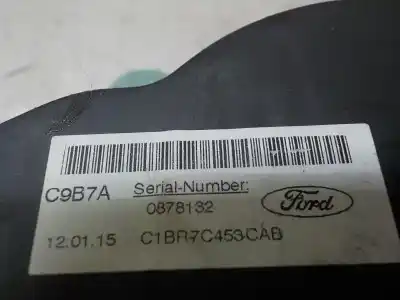 C9B7A Serial-Number:
0878132
Ford
12.01.15 C1BR7C453CAB